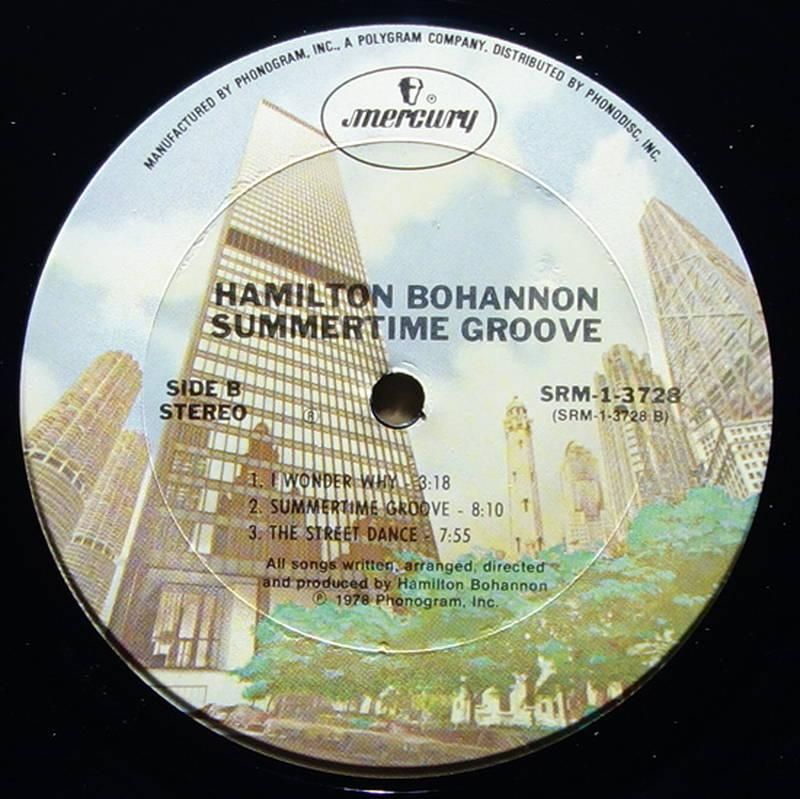 MANUFACTURED BY PHONOGRAM, INC., A POLYGRAM COMPANY. DISTRIBUTED BY PHONODISC, INC.
mercury ®
HAMILTON BOHANNON
SUMMERTIME GROOVE
SIDE B
STEREO
SRM-1-3728
(SRM-1-3728 B)
1. I WONDER WHY - 3:18
2. SUMMERTIME GROOVE - 8:10
3. THE STREET DANCE - 7:55
All songs written, arranged, directed
and produced by Hamilton Bohannon
℗ 1978 Phonogram, Inc.